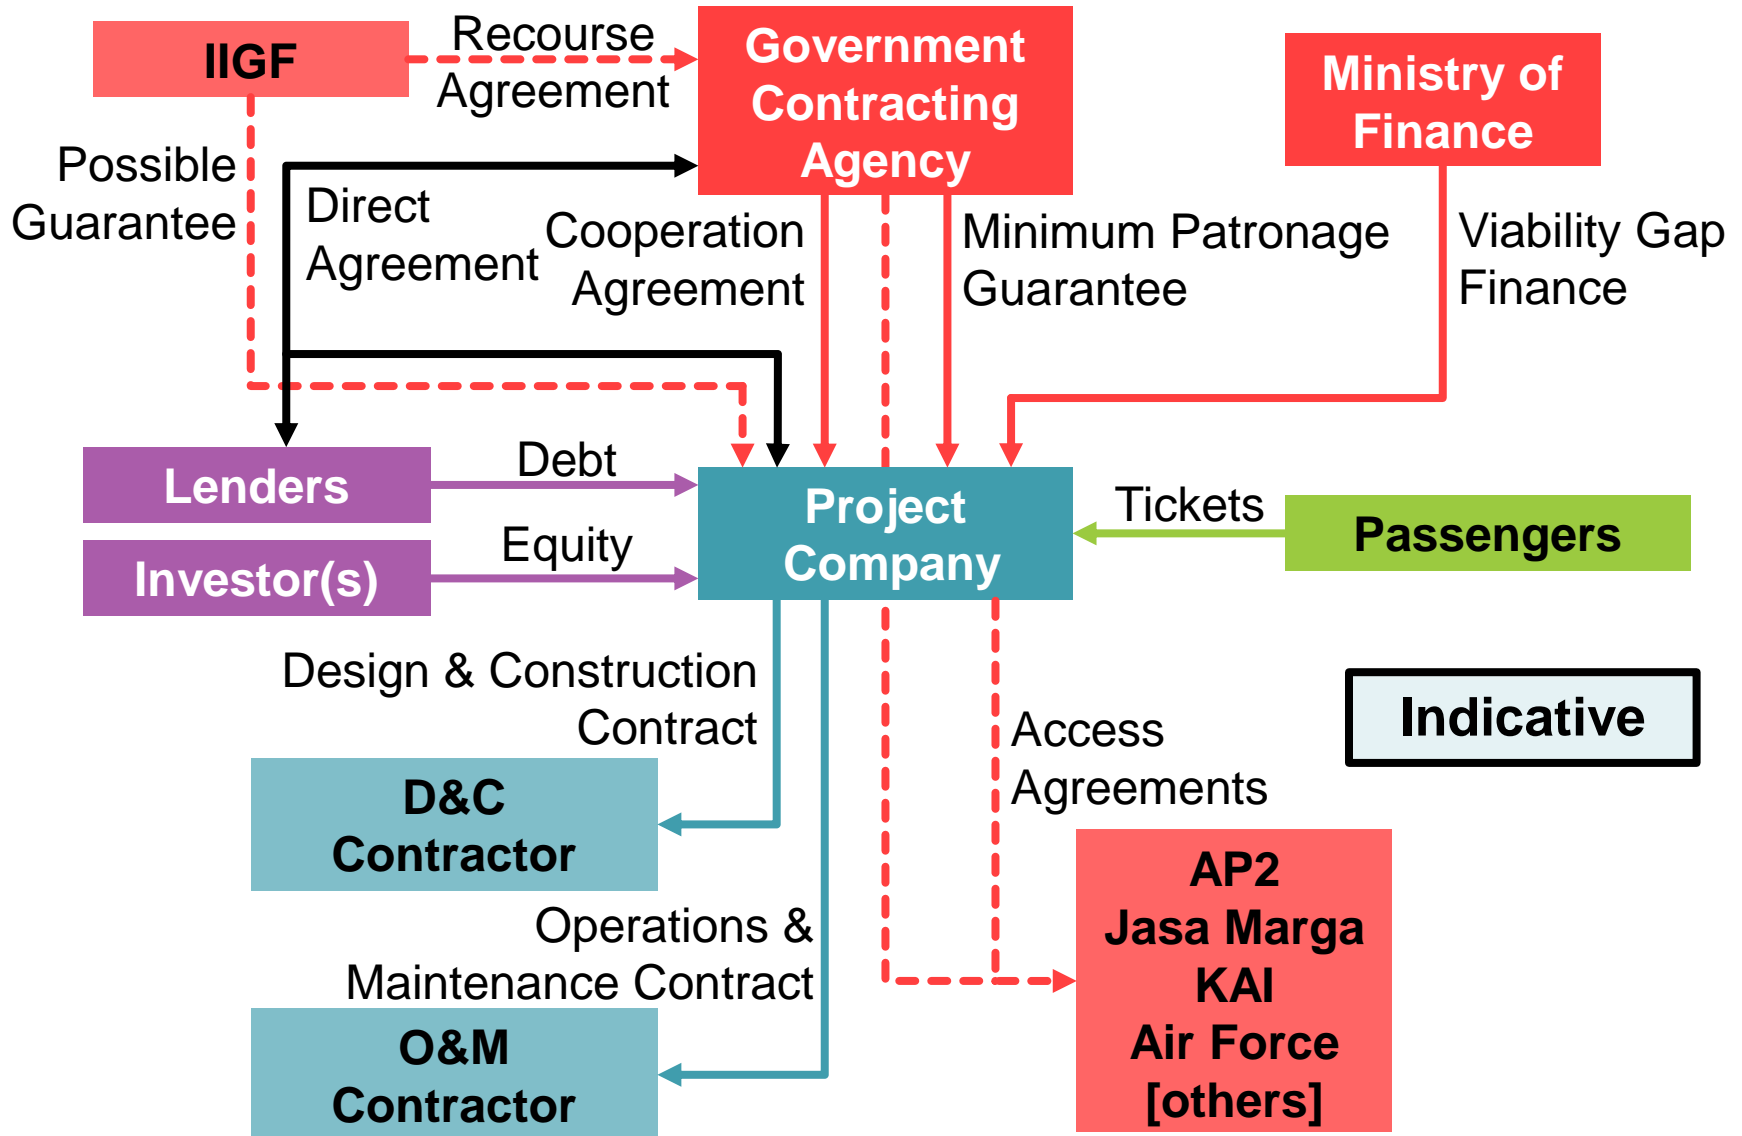 IIGF
Recourse
Agreement
Government
Contracting
Agency
Ministry of
Finance
Possible
Guarantee
Direct
Agreement
Cooperation
Agreement
Minimum Patronage
Guarantee
Viability Gap
Finance
Lenders
Debt
Project
Company
Tickets
Passengers
Investor(s)
Equity
Design & Construction
Contract
Access
Agreements
Indicative
D&C
Contractor
Operations &
Maintenance Contract
O&M
Contractor
AP2
Jasa Marga
KAI
Air Force
[others]